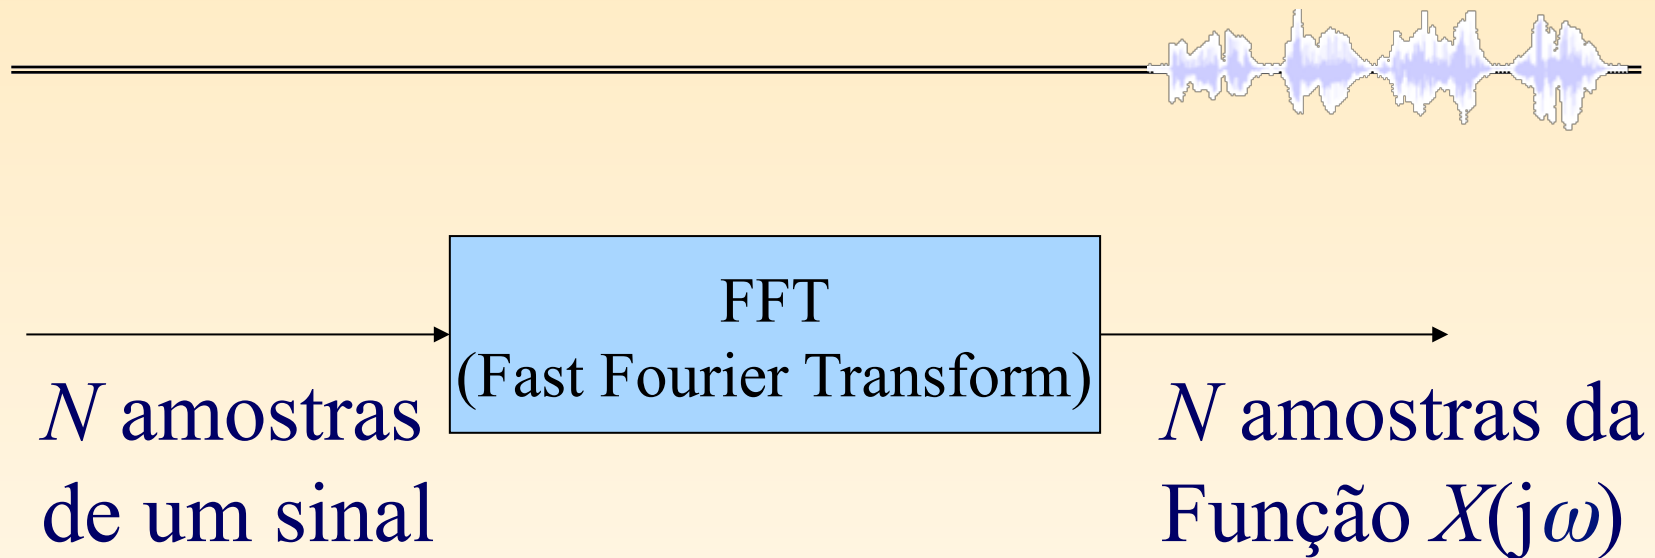 FFT
(Fast Fourier Transform)
N amostras
de um sinal
N amostras da
Função X(jω)